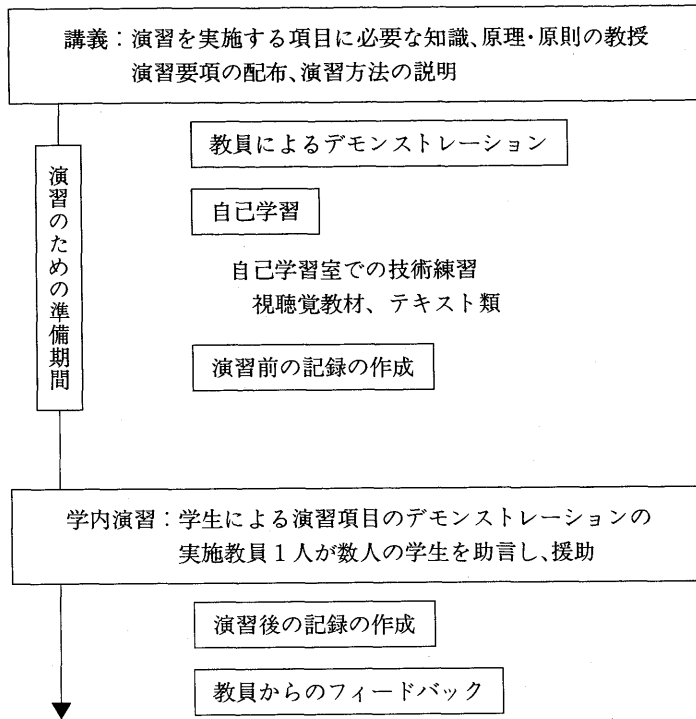 講義：演習を実施する項目に必要な知識、原理・原則の教授
演習要項の配布、演習方法の説明
教員によるデモンストレーション
演習のための準備期間
自己学習
自己学習室での技術練習
視聴覚教材、テキスト類
演習前の記録の作成
学内演習：学生による演習項目のデモンストレーションの
実施教員1人が数人の学生を助言し、援助
演習後の記録の作成
教員からのフィードバック